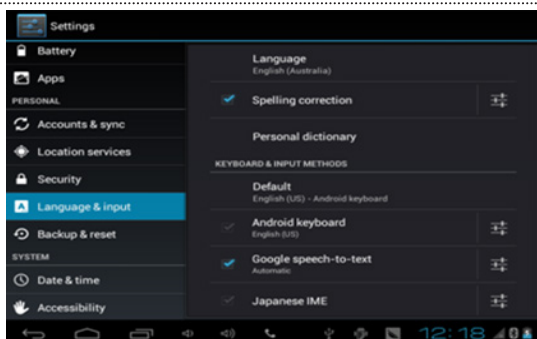 Settings
Battery
Apps
PERSONAL
Accounts & sync
Location services
Security
Language & input
Backup & reset
SYSTEM
Date & time
Accessibility
Language
English (Australia)
Spelling correction
Personal dictionary
KEYBOARD & INPUT METHODS
Default
English (US) - Android keyboard
Android keyboard
English (US)
Google speech-to-text
Automatic
Japanese IME
12:18